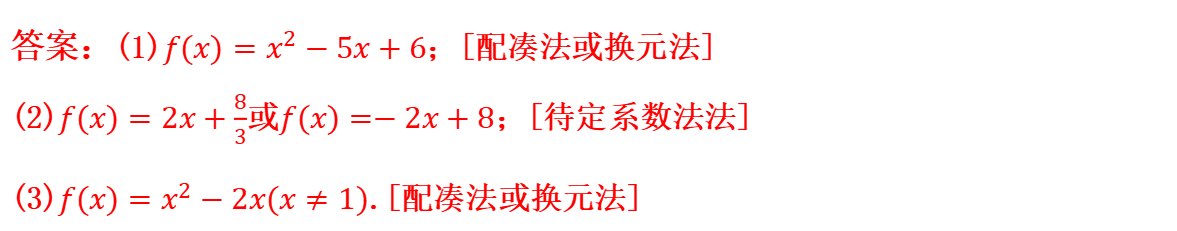 答案：(1) f(x) = x² − 5x + 6；[配凑法或换元法]
(2) f(x) = 2x + 8/3 或 f(x) =− 2x + 8；[待定系数法法]
(3) f(x) = x² − 2x(x ≠ 1). [配凑法或换元法]